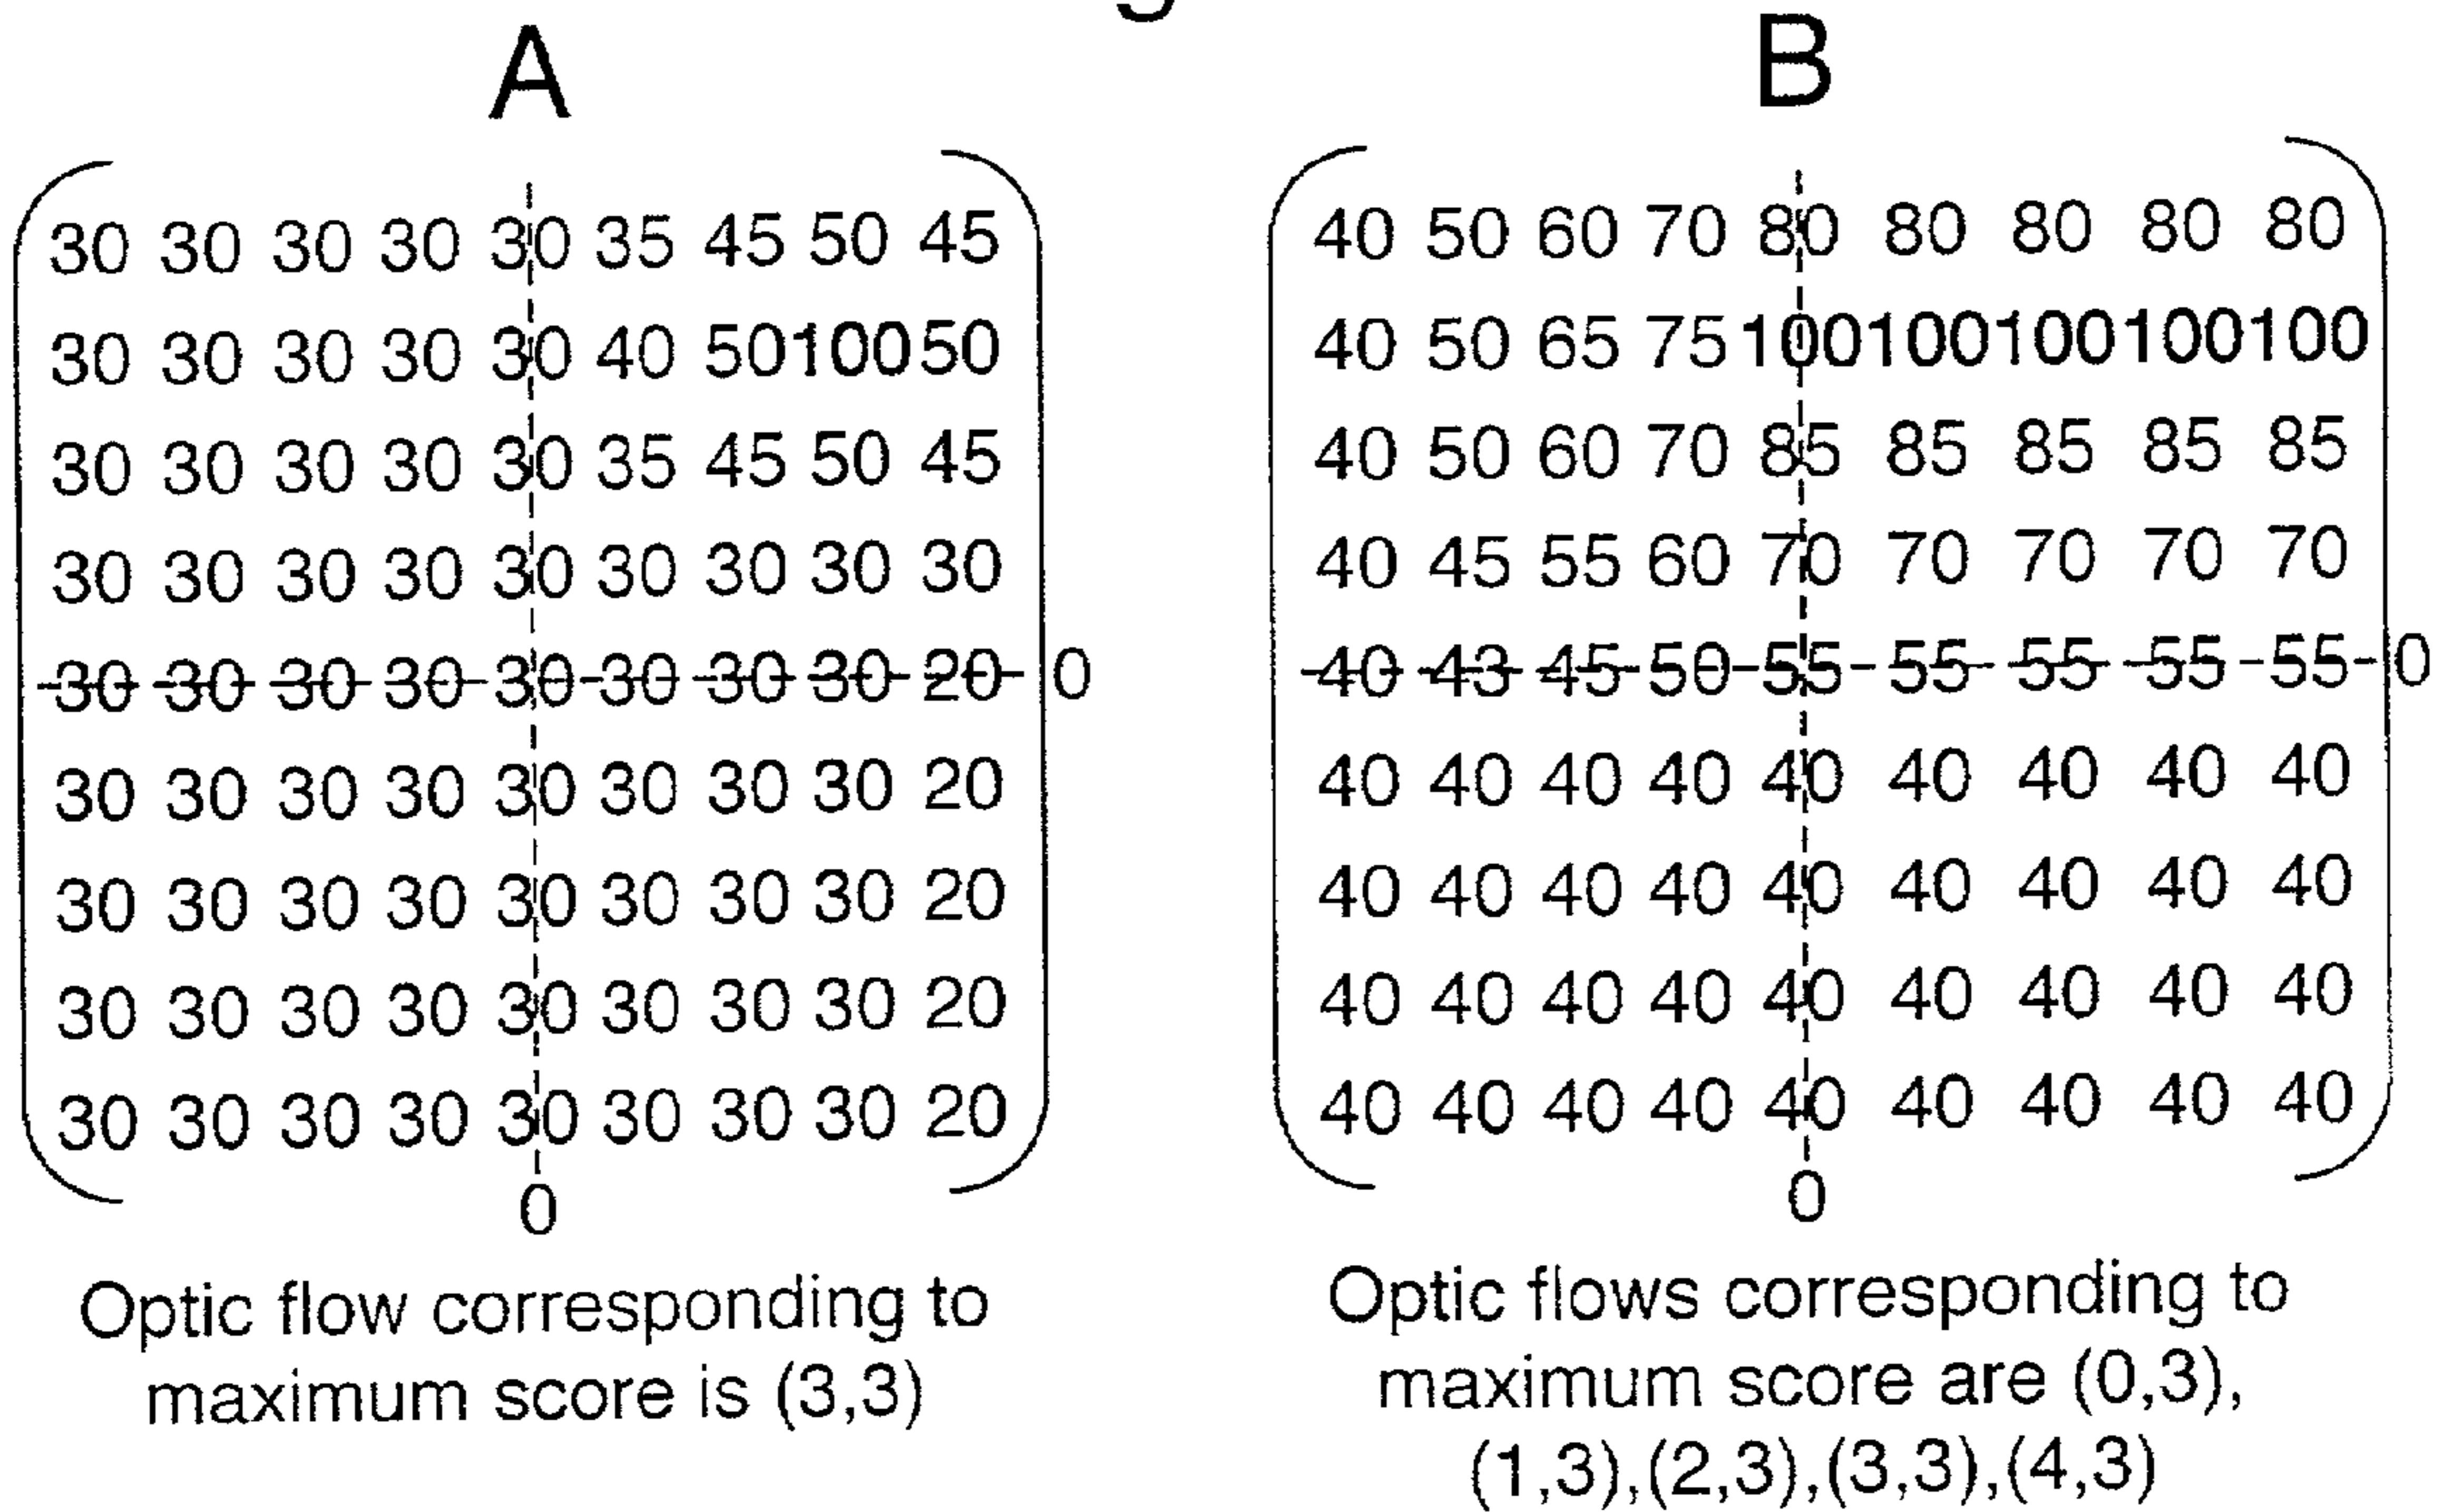 A
30 30 30 30 30 35 45 50 45
30 30 30 30 30 40 50 100 50
30 30 30 30 30 35 45 50 45
30 30 30 30 30 30 30 30 30
30 30 30 30 30 30 30 30 20 0
30 30 30 30 30 30 30 30 20
30 30 30 30 30 30 30 30 20
30 30 30 30 30 30 30 30 20
30 30 30 30 30 30 30 30 20
0
Optic flow corresponding to
maximum score is (3,3)
B
40 50 60 70 80 80 80 80 80
40 50 65 75 100 100 100 100 100
40 50 60 70 85 85 85 85 85
40 45 55 60 70 70 70 70 70
40 43 45 50 55 55 55 55 55 0
40 40 40 40 40 40 40 40 40
40 40 40 40 40 40 40 40 40
40 40 40 40 40 40 40 40 40
40 40 40 40 40 40 40 40 40
0
Optic flows corresponding to
maximum score are (0,3),
(1,3),(2,3),(3,3),(4,3)